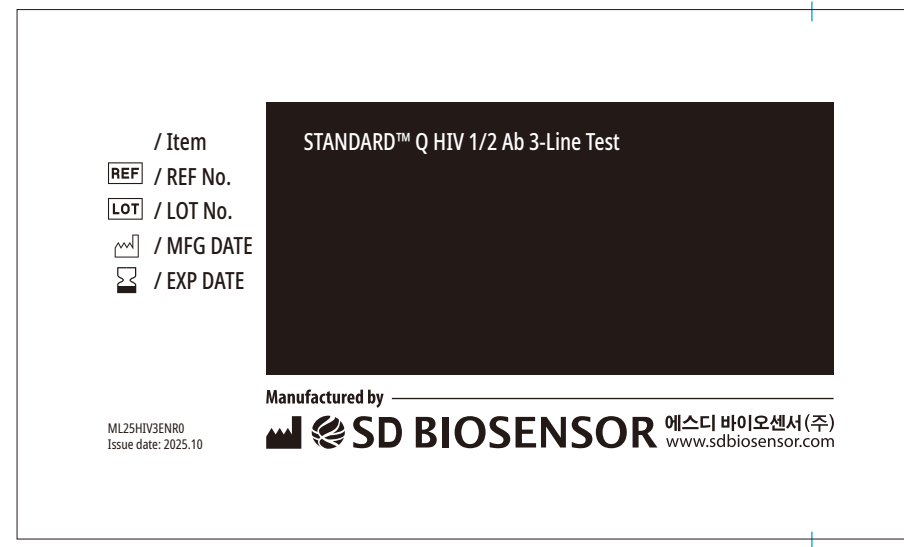 / Item
STANDARD™ Q HIV 1/2 Ab 3-Line Test
REF / REF No.
LOT / LOT No.
/ MFG DATE
/ EXP DATE
Manufactured by
SD BIOSENSOR 에스디 바이오센서(주)
www.sdbiosensor.com
ML25HIV3ENR0
Issue date: 2025.10